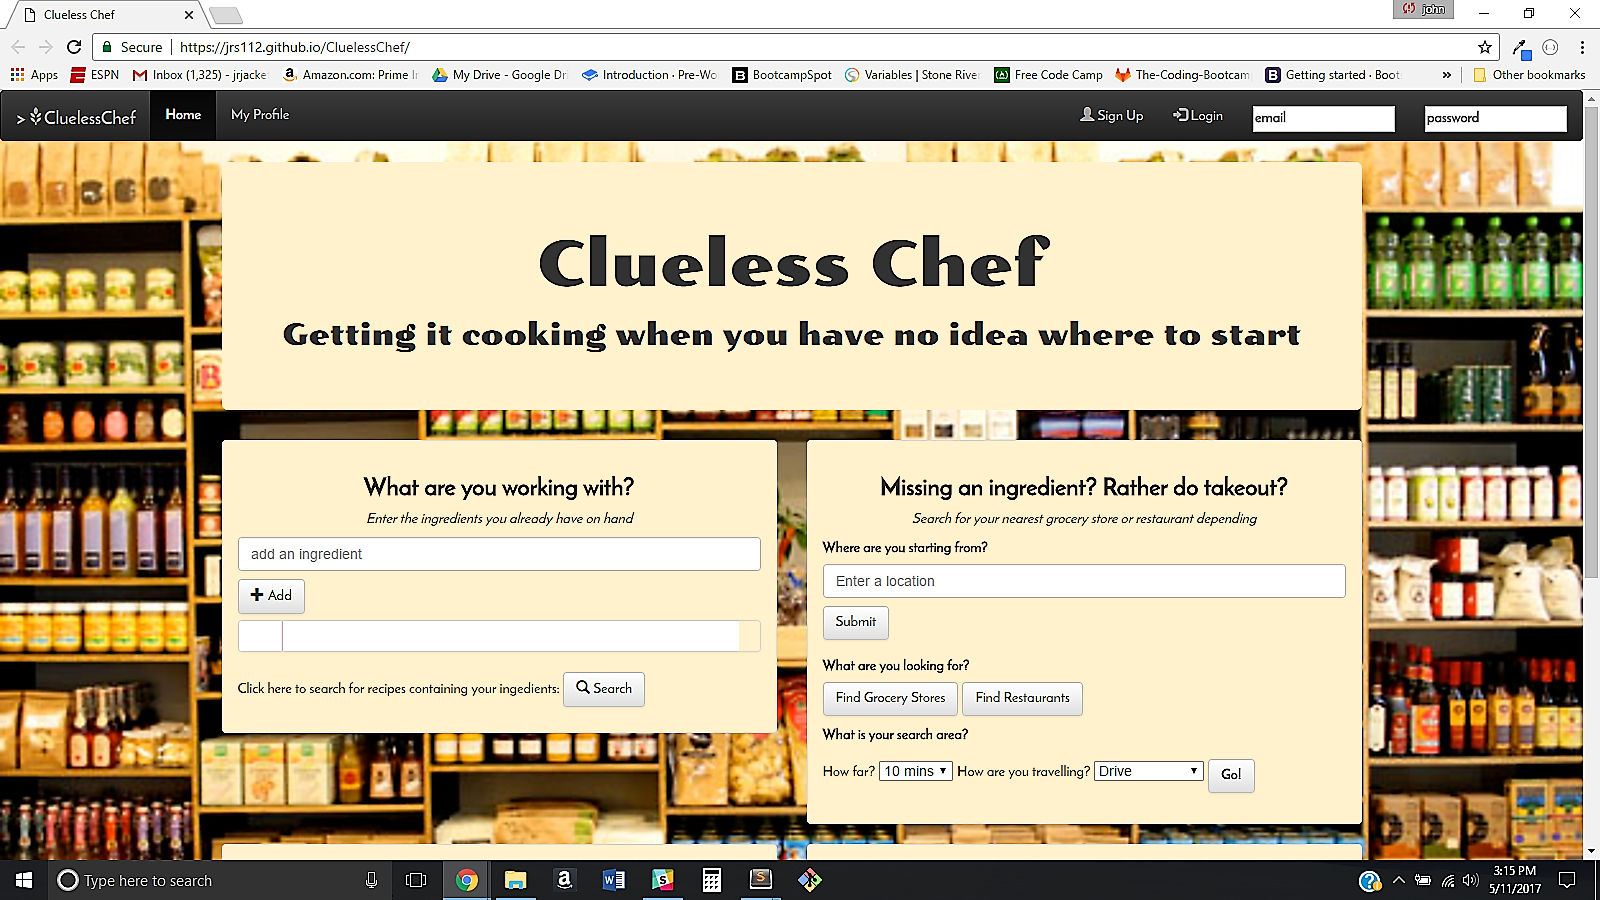 Clueless Chef
john
Secure
https://jrs112.github.io/CluelessChef/
Apps
ESPN
Inbox (1,325) - jrjacke
Amazon.com: Prime In
My Drive - Google Dri
Introduction · Pre-Wo
BootcampSpot
Variables | Stone River
Free Code Camp
The-Coding-Bootcam
Getting started · Boot
»
Other bookmarks
> CluelessChef
Home
My Profile
Sign Up
Login
email
password
Clueless Chef
Getting it cooking when you have no idea where to start
What are you working with?
Enter the ingredients you already have on hand
add an ingredient
Add
Click here to search for recipes containing your ingedients:
Search
Missing an ingredient? Rather do takeout?
Search for your nearest grocery store or restaurant depending
Where are you starting from?
Enter a location
Submit
What are you looking for?
Find Grocery Stores
Find Restaurants
What is your search area?
How far? 10 mins How are you travelling? Drive Go!
Type here to search
3:15 PM
5/11/2017